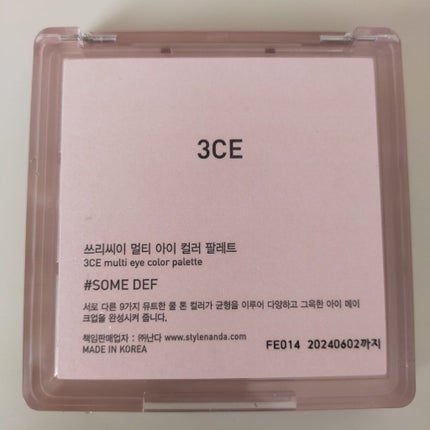 3CE
쓰리씨이 멀티 아이 컬러 팔레트
3CE multi eye color palette
#SOME DEF
서로 다른 9가지 뮤트한 쿨 톤 컬러가 균형을 이루어 다양하고 그윽한 아이 메이
크업을 완성시켜 줍니다.
책임판매업자 : ㈜난다 www.stylenanda.com
MADE IN KOREA
FE014 20240602까지